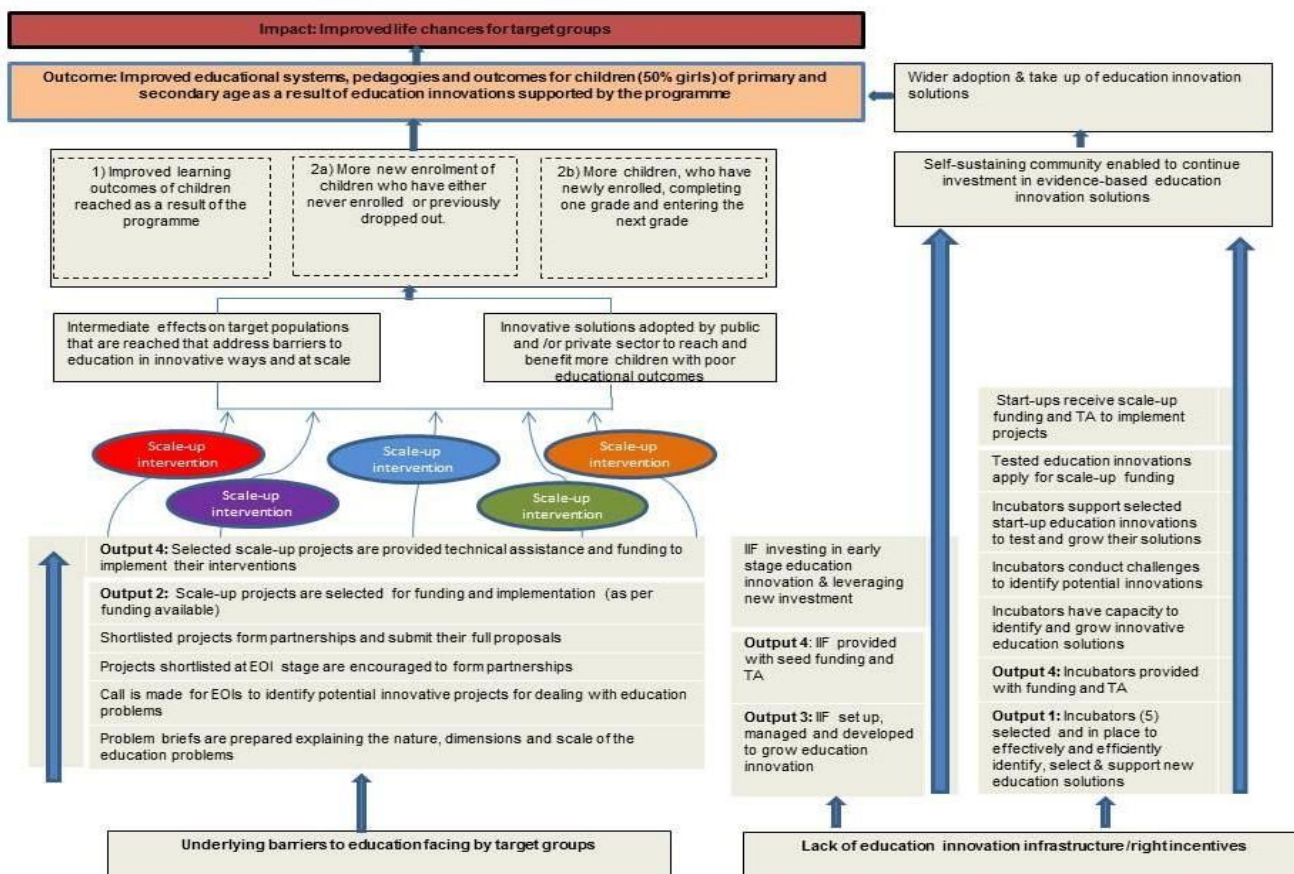 Impact: Improved life chances for target groups
Outcome: Improved educational systems, pedagogies and outcomes for children (50% girls) of primary and
secondary age as a result of education innovations supported by the programme
Wider adoption & take up of education innovation
solutions
1) Improved learning
outcomes of children
reached as a result of the
programme
2a) More new enrolment of
children who have either
never enrolled or previously
dropped out.
2b) More children, who have
newly enrolled, completing
one grade and entering the
next grade
Self-sustaining community enabled to continue
investment in evidence-based education
innovation solutions
Intermediate effects on target populations
that are reached that address barriers to
education in innovative ways and at scale
Innovative solutions adopted by public
and /or private sector to reach and
benefit more children with poor
educational outcomes
Scale-up
intervention
Scale-up
intervention
Scale-up
intervention
Scale-up
intervention
Scale-up
intervention
Output 4: Selected scale-up projects are provided technical assistance and funding to
implement their interventions
Output 2: Scale-up projects are selected for funding and implementation (as per
funding available)
Shortlisted projects form partnerships and submit their full proposals
Projects shortlisted at EOI stage are encouraged to form partnerships
Call is made for EOIs to identify potential innovative projects for dealing with education
problems
Problem briefs are prepared explaining the nature, dimensions and scale of the
education problems
IIF investing in early
stage education
innovation & leveraging
new investment
Output 4: IIF provided
with seed funding and
TA
Output 3: IIF set up,
managed and developed
to grow education
innovation
Start-ups receive scale-up
funding and TA to implement
projects
Tested education innovations
apply for scale-up funding
Incubators support selected
start-up education innovations
to test and grow their solutions
Incubators conduct challenges
to identify potential innovations
Incubators have capacity to
identify and grow innovative
education solutions
Output 4: Incubators provided
with funding and TA
Output 1: Incubators (5)
selected and in place to
effectively and efficiently
identify, select & support new
education solutions
Underlying barriers to education facing by target groups
Lack of education innovation infrastructure/right incentives